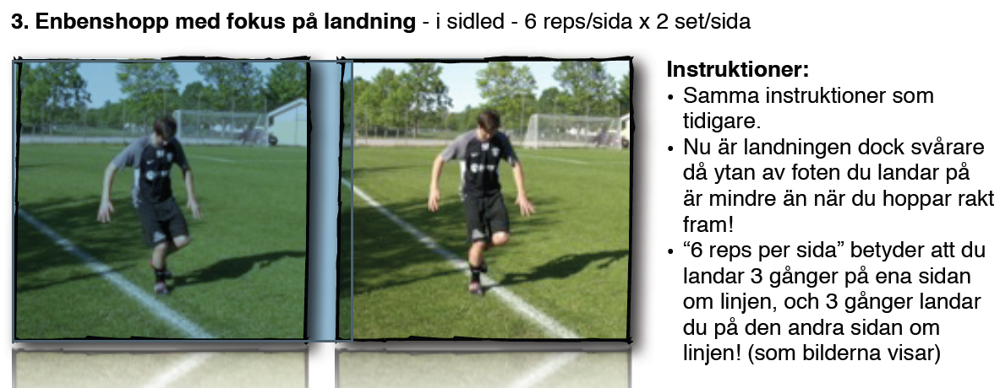 3. Enbenshopp med fokus på landning - i sidled - 6 reps/sida x 2 set/sida
Instruktioner:
• Samma instruktioner som
tidigare.
• Nu är landningen dock svårare
då ytan av foten du landar på
är mindre än när du hoppar rakt
fram!
• “6 reps per sida” betyder att du
landar 3 gånger på ena sidan
om linjen, och 3 gånger landar
du på den andra sidan om
linjen! (som bilderna visar)